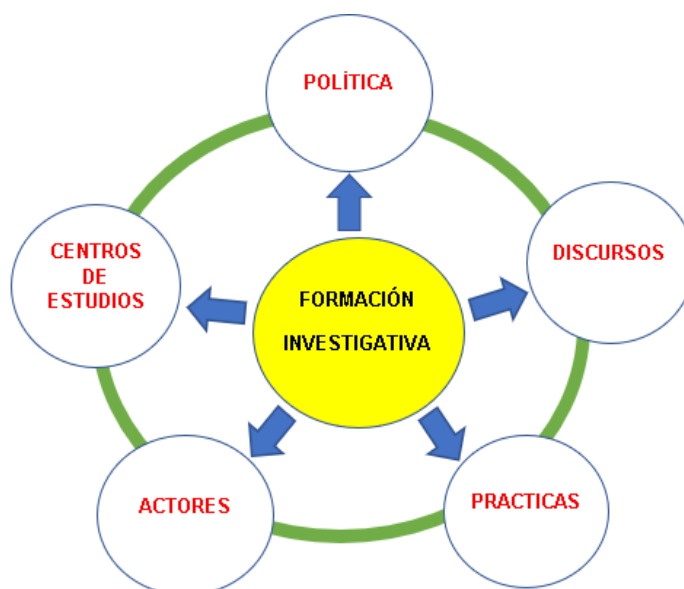 POLÍTICA
CENTROS
DE
ESTUDIOS
DISCURSOS
FORMACIÓN
INVESTIGATIVA
ACTORES
PRACTICAS